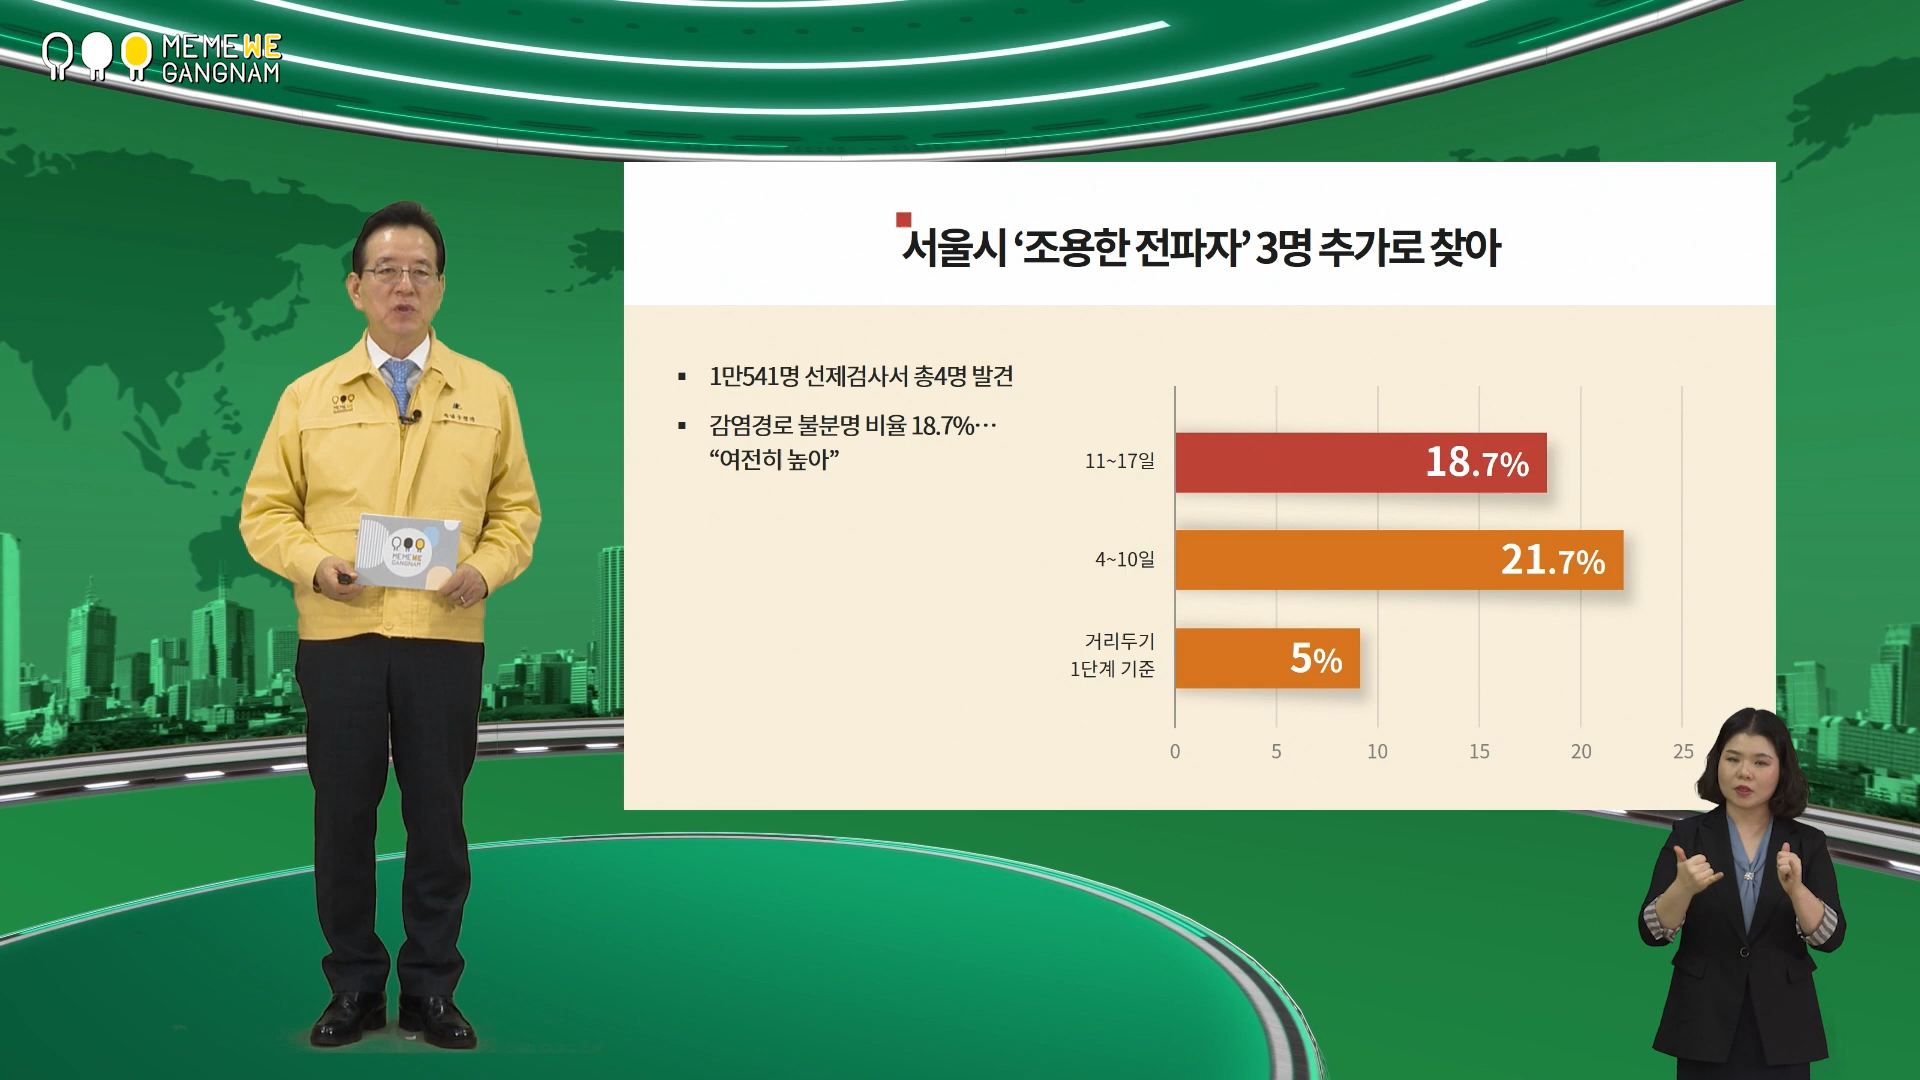 MEMEWE
GANGNAM
서울시 ‘조용한 전파자’ 3명 추가로 찾아
▪ 1만541명 선제검사서 총4명 발견
▪ 감염경로 불분명 비율 18.7%…
“여전히 높아”
11~17일
18.7%
4~10일
21.7%
거리두기
1단계 기준
5%
0 5 10 15 20 25
MEMEWE
GANGNAM